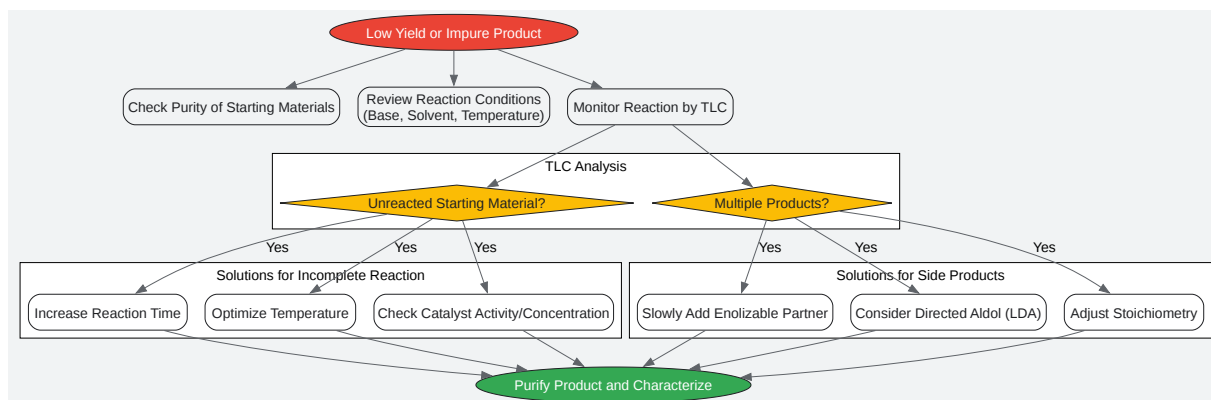 Low Yield or Impure Product
Check Purity of Starting Materials
Review Reaction Conditions
(Base, Solvent, Temperature)
Monitor Reaction by TLC
TLC Analysis
Unreacted Starting Material?
Multiple Products?
Yes
Yes
Yes
Yes
Yes
Yes
Solutions for Incomplete Reaction
Solutions for Side Products
Increase Reaction Time
Optimize Temperature
Check Catalyst Activity/Concentration
Slowly Add Enolizable Partner
Consider Directed Aldol (LDA)
Adjust Stoichiometry
Purify Product and Characterize